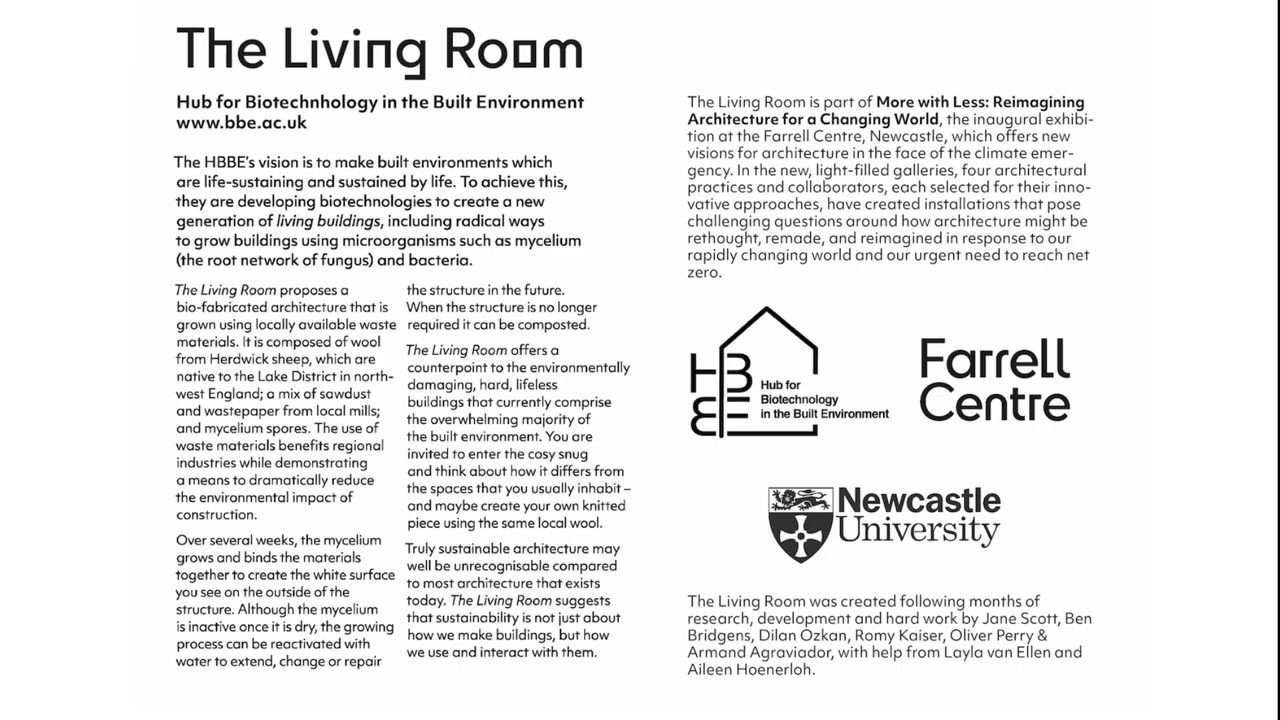 The Living Room
Hub for Biotechnhology in the Built Environment
www.bbe.ac.uk
The HBBE's vision is to make built environments which
are life-sustaining and sustained by life. To achieve this,
they are developing biotechnologies to create a new
generation of living buildings, including radical ways
to grow buildings using microorganisms such as mycelium
(the root network of fungus) and bacteria.
The Living Room proposes a
bio-fabricated architecture that is
grown using locally available waste
materials. It is composed of wool
from Herdwick sheep, which are
native to the Lake District in north-
west England; a mix of sawdust
and wastepaper from local mills;
and mycelium spores. The use of
waste materials benefits regional
industries while demonstrating
a means to dramatically reduce
the environmental impact of
construction.
Over several weeks, the mycelium
grows and binds the materials
together to create the white surface
you see on the outside of the
structure. Although the mycelium
is inactive once it is dry, the growing
process can be reactivated with
water to extend, change or repair
the structure in the future.
When the structure is no longer
required it can be composted.
The Living Room offers a
counterpoint to the environmentally
damaging, hard, lifeless
buildings that currently comprise
the overwhelming majority of
the built environment. You are
invited to enter the cosy snug
and think about how it differs from
the spaces that you usually inhabit –
and maybe create your own knitted
piece using the same local wool.
Truly sustainable architecture may
well be unrecognisable compared
to most architecture that exists
today. The Living Room suggests
that sustainability is not just about
how we make buildings, but how
we use and interact with them.
The Living Room is part of More with Less: Reimagining
Architecture for a Changing World, the inaugural exhibi-
tion at the Farrell Centre, Newcastle, which offers new
visions for architecture in the face of the climate emer-
gency. In the new, light-filled galleries, four architectural
practices and collaborators, each selected for their inno-
vative approaches, have created installations that pose
challenging questions around how architecture might be
rethought, remade, and reimagined in response to our
rapidly changing world and our urgent need to reach net
zero.
HB
BE
Hub for
Biotechnology
in the Built Environment
Farrell
Centre
Newcastle
University
The Living Room was created following months of
research, development and hard work by Jane Scott, Ben
Bridgens, Dilan Ozkan, Romy Kaiser, Oliver Perry &
Armand Agraviador, with help from Layla van Ellen and
Aileen Hoenerloh.